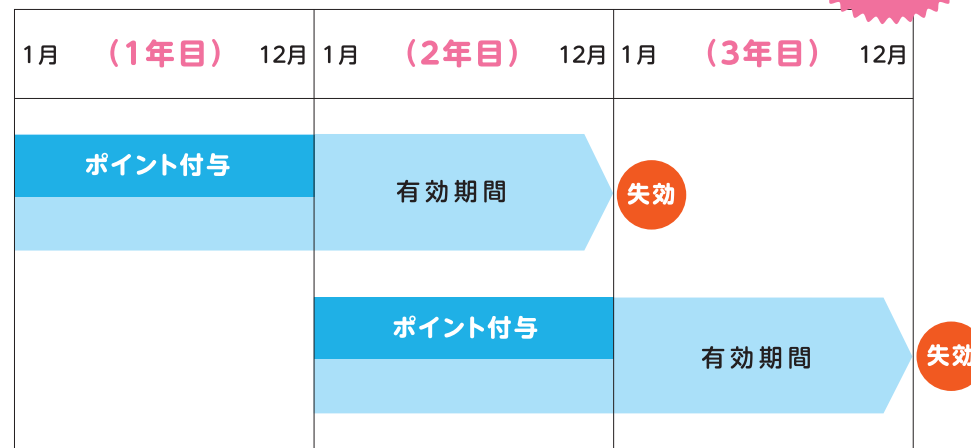 1月 (1年目) 12月 1月 (2年目) 12月 1月 (3年目) 12月
ポイント付与
有効期間
失効
ポイント付与
有効期間
失効